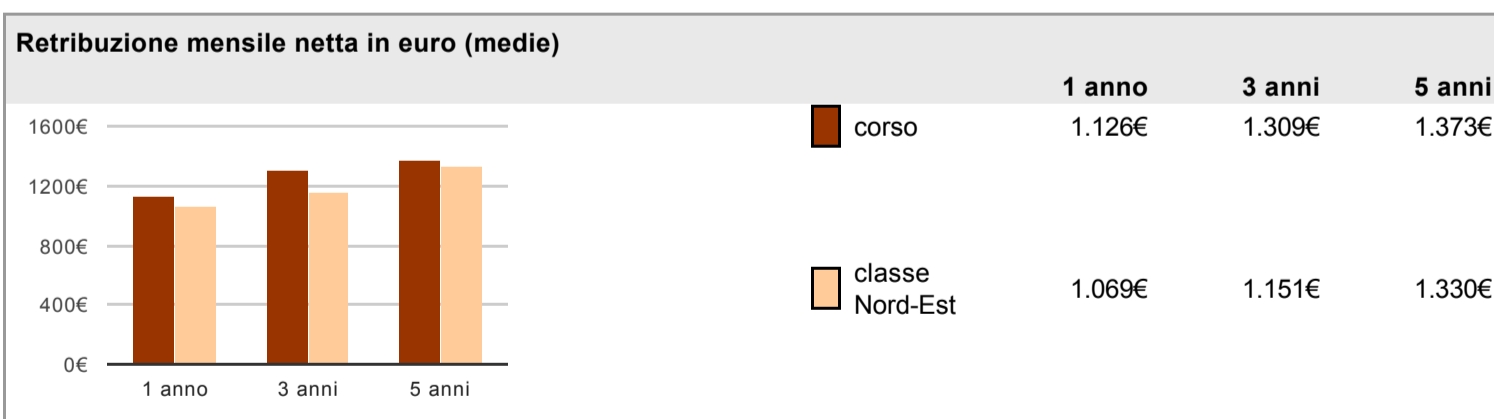 Retribuzione mensile netta in euro (medie)
1 anno 3 anni 5 anni
1600€
1200€
800€
400€
0€
1 anno 3 anni 5 anni
corso 1.126€ 1.309€ 1.373€
classe
Nord-Est 1.069€ 1.151€ 1.330€